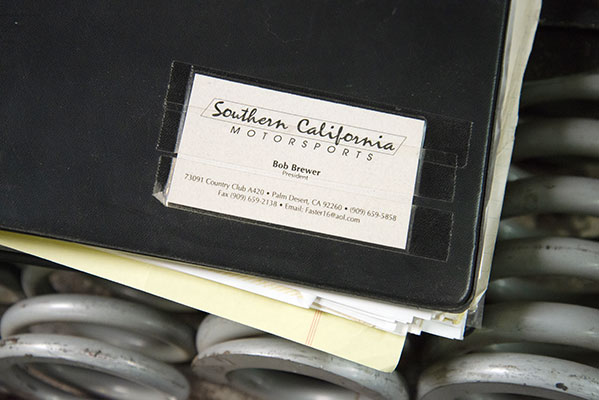 Southern California
MOTORSPORTS
Bob Brewer
President
73091 Country Club A420 • Palm Desert, CA 92260 • (909) 659-5858
Fax (909) 659-2138 • Email: Faster16@aol.com